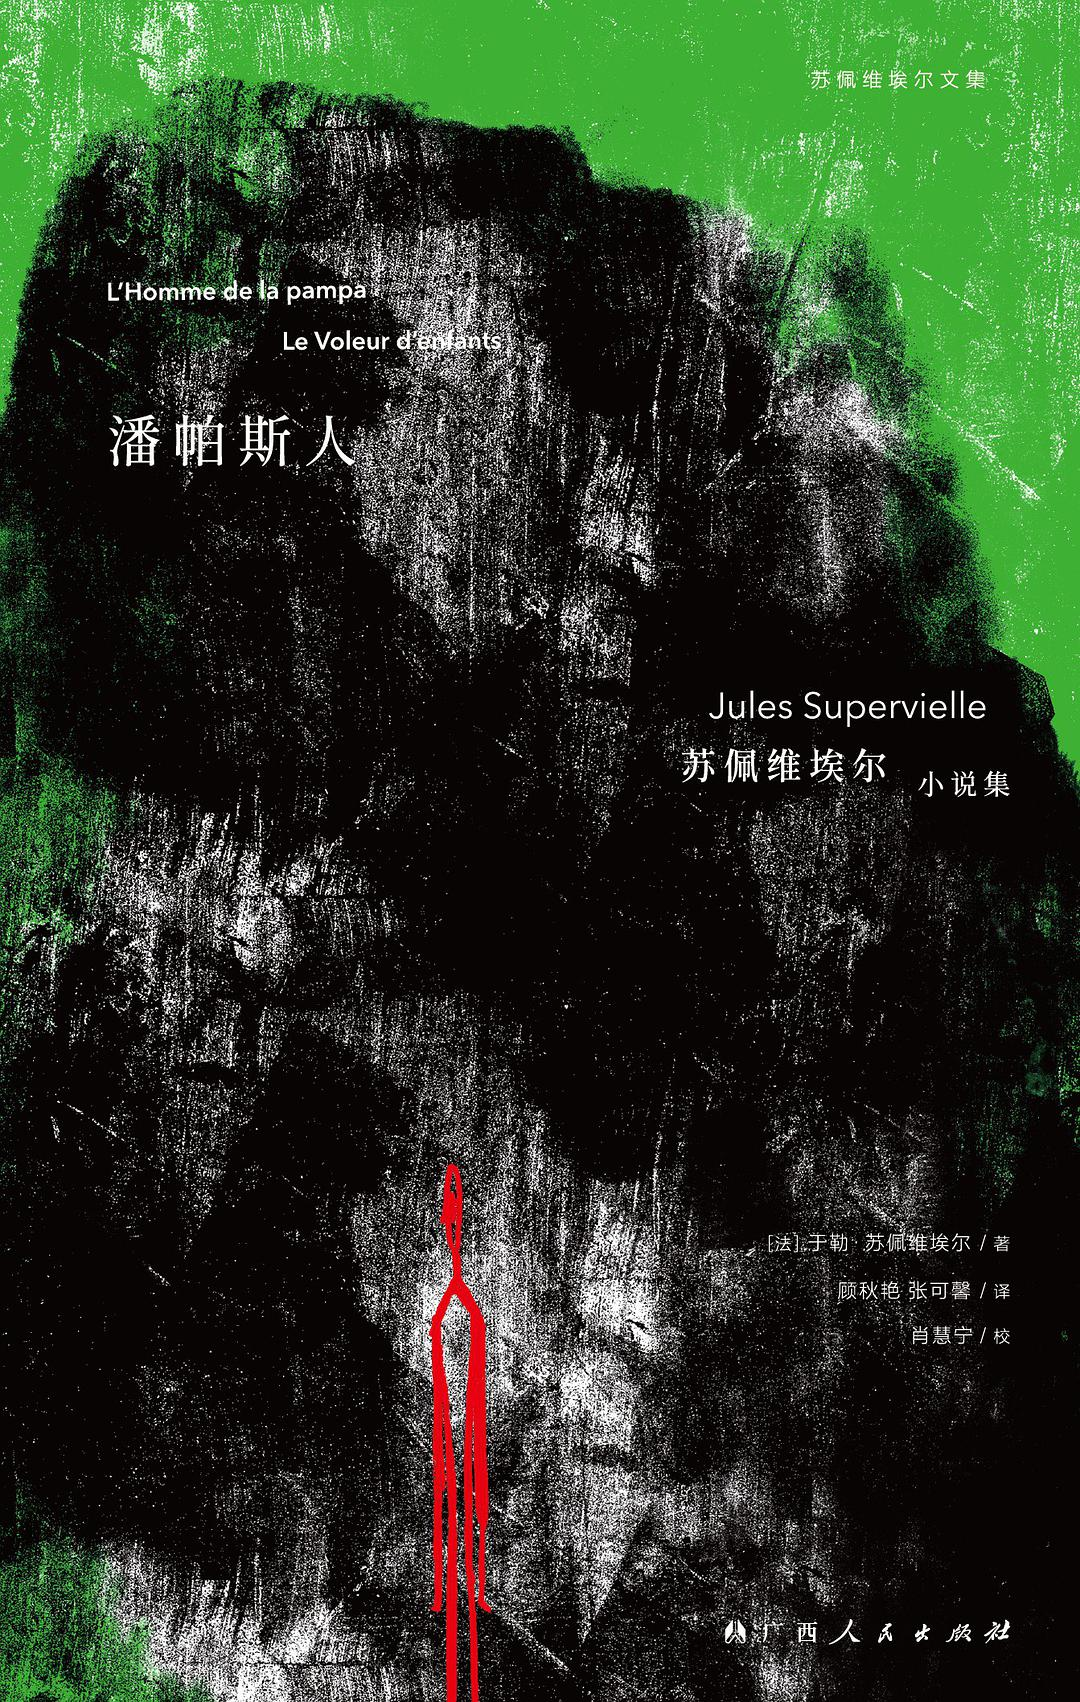 苏佩维埃尔文集
L'Homme de la pampa
Le Voleur d'enfants
潘帕斯人
Jules Supervielle
苏佩维埃尔 小说集
[法] 于勒·苏佩维埃尔 / 著
顾秋艳 张可馨 / 译
肖慧宁 / 校
广西人民出版社